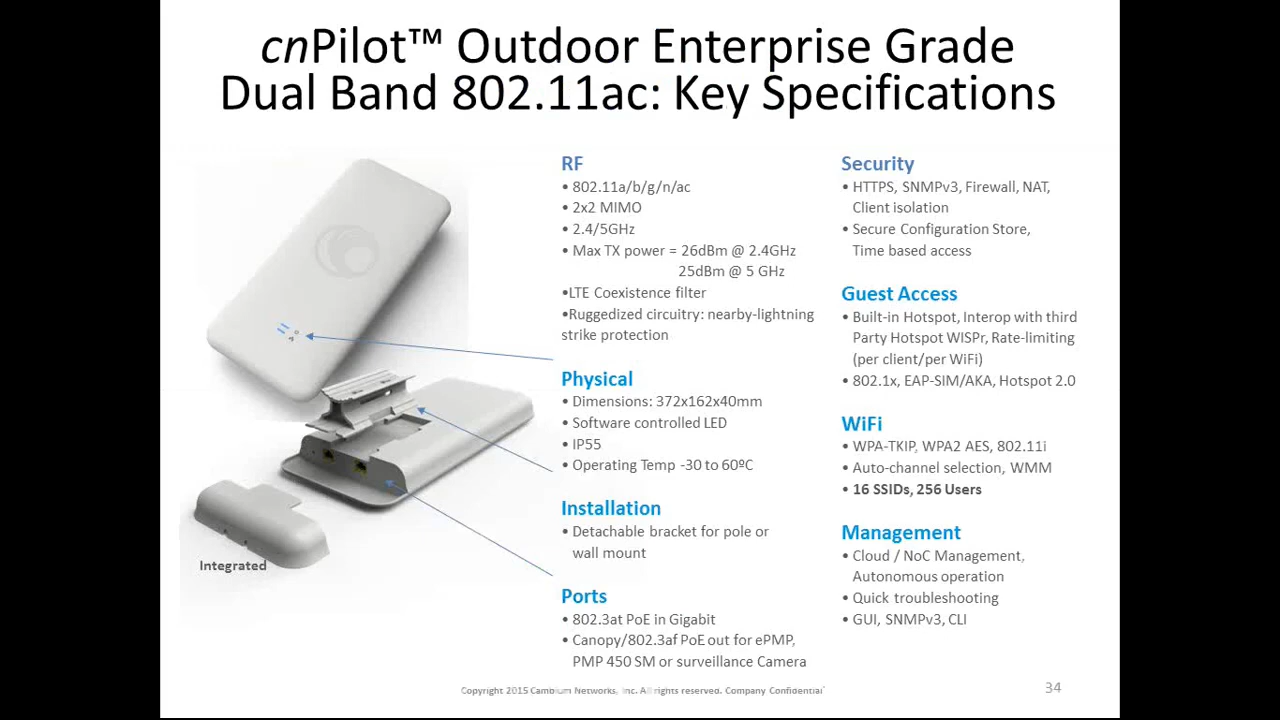 cnPilot™ Outdoor Enterprise Grade
Dual Band 802.11ac: Key Specifications
RF
• 802.11a/b/g/n/ac
• 2x2 MIMO
• 2.4/5GHz
• Max TX power = 26dBm @ 2.4GHz
25dBm @ 5 GHz
•LTE Coexistence filter
•Ruggedized circuitry: nearby-lightning
strike protection
Physical
• Dimensions: 372x162x40mm
• Software controlled LED
• IP55
• Operating Temp -30 to 60ºC
Installation
• Detachable bracket for pole or
wall mount
Ports
• 802.3at PoE in Gigabit
• Canopy/802.3af PoE out for ePMP,
PMP 450 SM or surveillance Camera
Security
• HTTPS, SNMPv3, Firewall, NAT,
Client isolation
• Secure Configuration Store,
Time based access
Guest Access
• Built-in Hotspot, Interop with third
Party Hotspot WISPr, Rate-limiting
(per client/per WiFi)
• 802.1x, EAP-SIM/AKA, Hotspot 2.0
WiFi
• WPA-TKIP, WPA2 AES, 802.11i
• Auto-channel selection, WMM
• 16 SSIDs, 256 Users
Management
• Cloud / NoC Management,
Autonomous operation
• Quick troubleshooting
• GUI, SNMPv3, CLI
Integrated
Copyright 2015 Cambium Networks, Inc. All rights reserved. Company Confidential
34